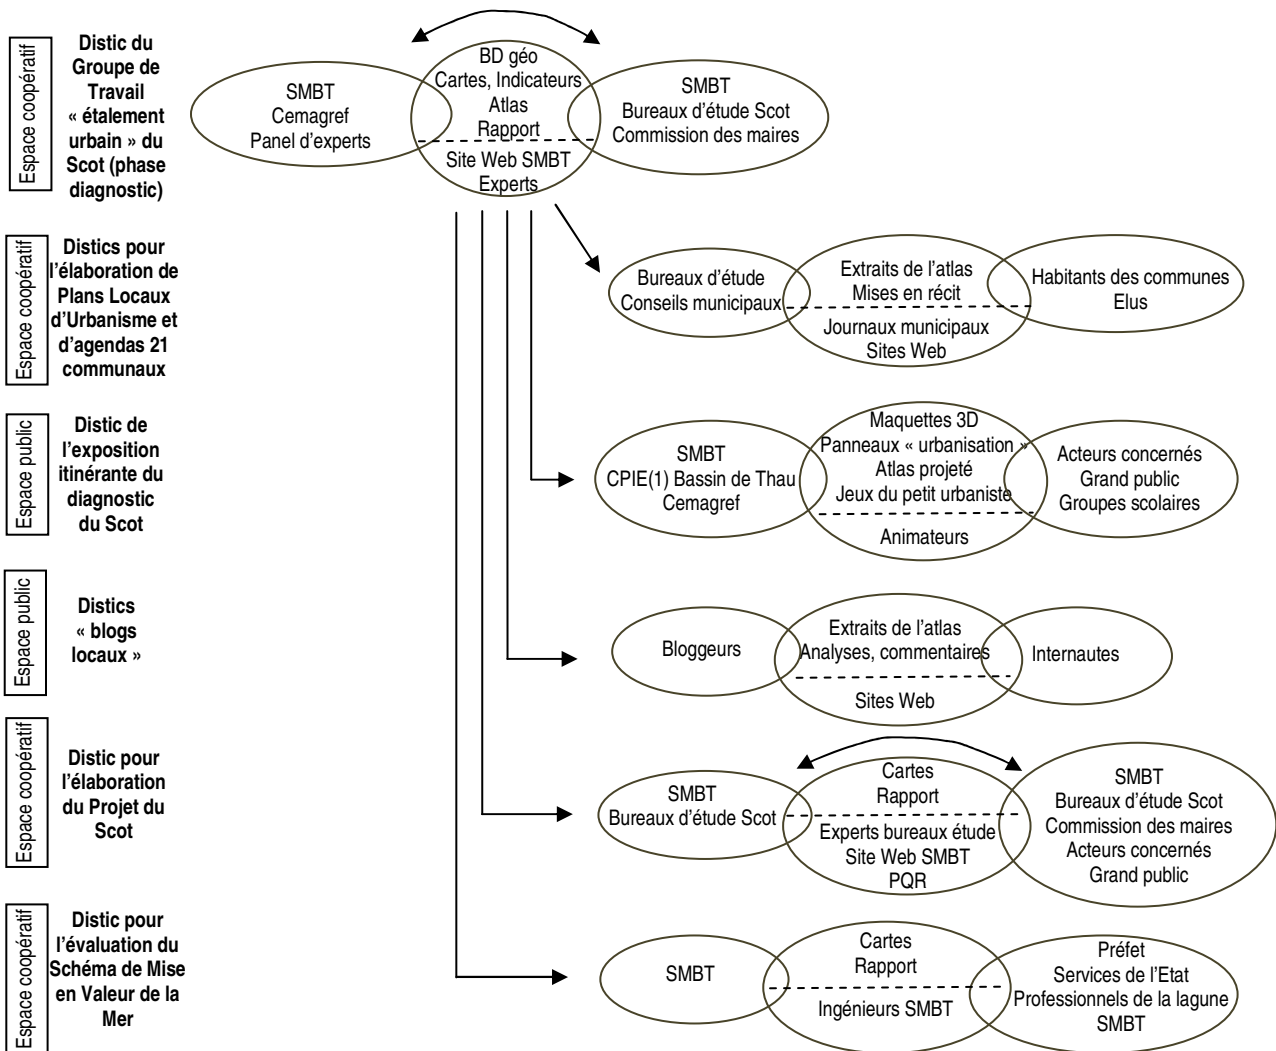 Espace coopératif
Distic du
Groupe de
Travail
« étalement
urbain » du
Scot (phase
diagnostic)
SMBT
Cemagref
Panel d'experts
BD géo
Cartes, Indicateurs
Atlas
Rapport
Site Web SMBT
Experts
SMBT
Bureaux d'étude Scot
Commission des maires
Espace coopératif
Distics pour
l'élaboration de
Plans Locaux
d'Urbanisme et
d'agendas 21
communaux
Bureaux d'étude
Conseils municipaux
Extraits de l'atlas
Mises en récit
Journaux municipaux
Sites Web
Habitants des communes
Elus
Espace public
Distic de
l'exposition
itinérante du
diagnostic
du Scot
SMBT
CPIE(1) Bassin de Thau
Cemagref
Maquettes 3D
Panneaux « urbanisation »
Atlas projeté
Jeux du petit urbaniste
Animateurs
Acteurs concernés
Grand public
Groupes scolaires
Espace public
Distics
« blogs
locaux »
Bloggeurs
Extraits de l'atlas
Analyses, commentaires
Sites Web
Internautes
Espace coopératif
Distic pour
l'élaboration
du Projet du
Scot
SMBT
Bureaux d'étude Scot
Cartes
Rapport
Experts bureaux étude
Site Web SMBT
PQR
SMBT
Bureaux d'étude Scot
Commission des maires
Acteurs concernés
Grand public
Espace coopératif
Distic pour
l'évaluation du
Schéma de Mise
en Valeur de la
Mer
SMBT
Cartes
Rapport
Ingénieurs SMBT
Préfet
Services de l'Etat
Professionnels de la lagune
SMBT